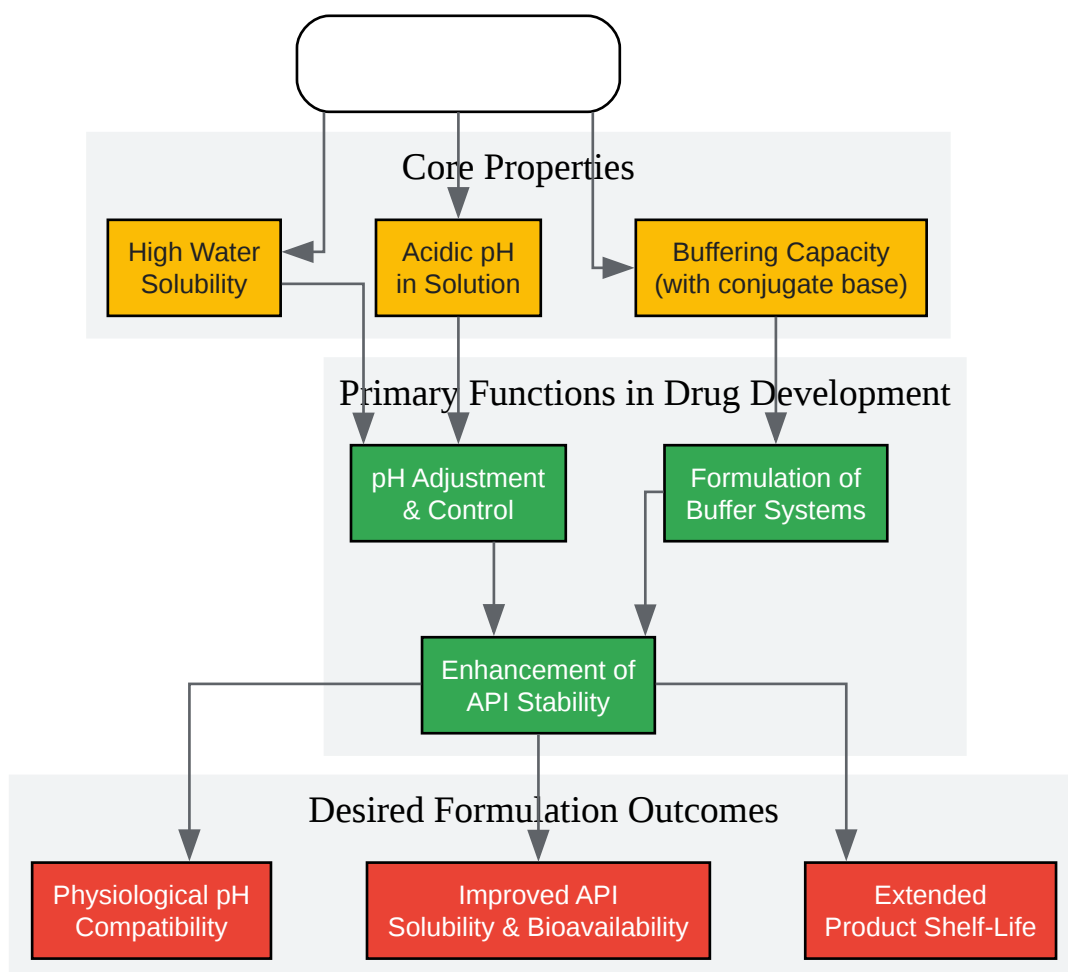 Core Properties
High Water
Solubility
Acidic pH
in Solution
Buffering Capacity
(with conjugate base)
Primary Functions in Drug Development
pH Adjustment
& Control
Formulation of
Buffer Systems
Enhancement of
API Stability
Desired Formulation Outcomes
Physiological pH
Compatibility
Improved API
Solubility & Bioavailability
Extended
Product Shelf-Life